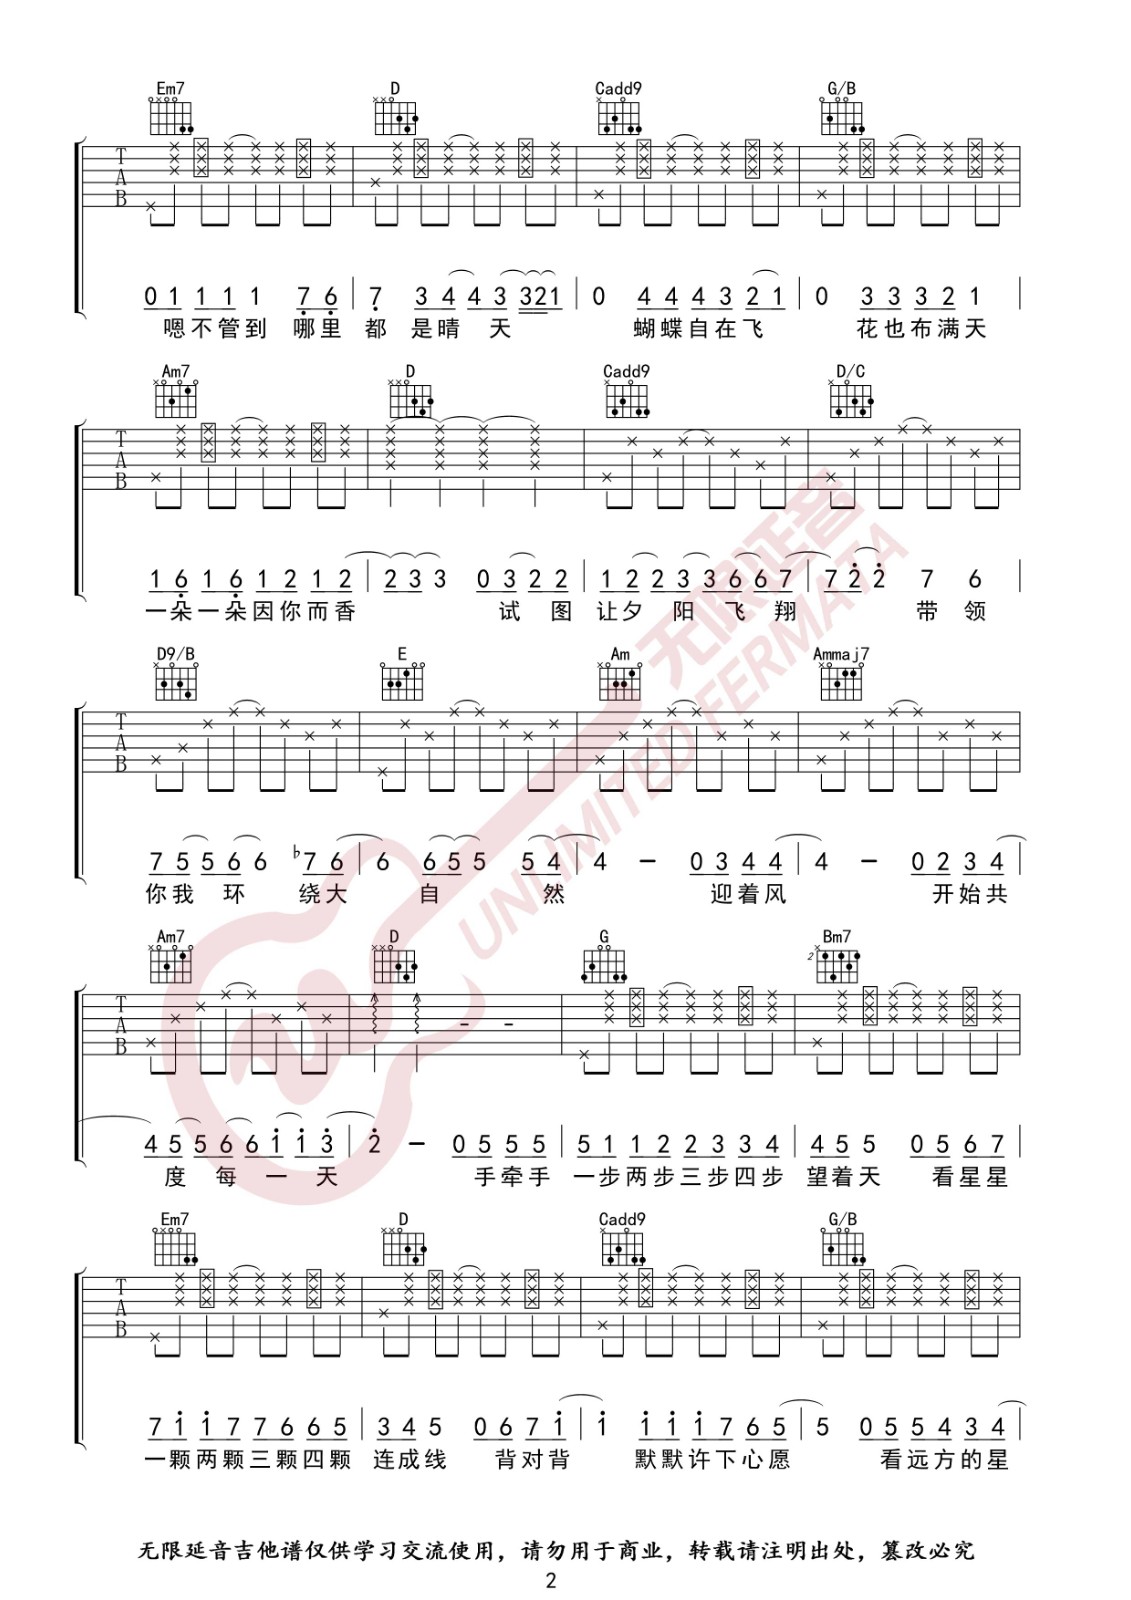 Em7 D Cadd9 G/B
T A B
0 1 1 1 1 7 6 | 7 3 4 4 3 3 2 1 | 0 4 4 4 3 2 1 | 0 3 3 3 2 1 |
嗯不管到 哪里 都 是晴 天 蝴蝶自在飞 花也布满天
Am7 D Cadd9 D/C
T A B
1 6 1 6 1 2 1 2 | 2 3 3 0 3 2 2 | 1 2 2 3 3 6 6 7 | 7 2 2 7 6 |
一朵一朵因你而香 试 图 让夕 阳 飞 翔 带 领
D9/B E Am Ammaj7
T A B
7 5 5 6 6 ♭7 6 | 6 6 5 5 5 4 | 4 – 0 3 4 4 | 4 – 0 2 3 4 |
你我 环 绕大 自 然 迎着风 开始共
Am7 D G Bm7
2
T A B
4 5 5 6 6 1 1 3 | 2 – 0 5 5 5 | 5 1 1 2 2 3 3 4 | 4 5 5 0 5 6 7 |
度 每 一 天 手牵手 一步两步三步四步 望着天 看星星
Em7 D Cadd9 G/B
T A B
7 1 1 7 7 6 6 5 | 3 4 5 0 6 7 1 | 1 1 1 1 7 6 5 | 5 0 5 5 4 3 4 |
一颗两颗三颗四颗 连成线 背对背 默默许下心愿 看远方的星
无限延音
UNLIMITED FERMATA
无限延音吉他谱仅供学习交流使用，请勿用于商业，转载请注明出处，篡改必究
2